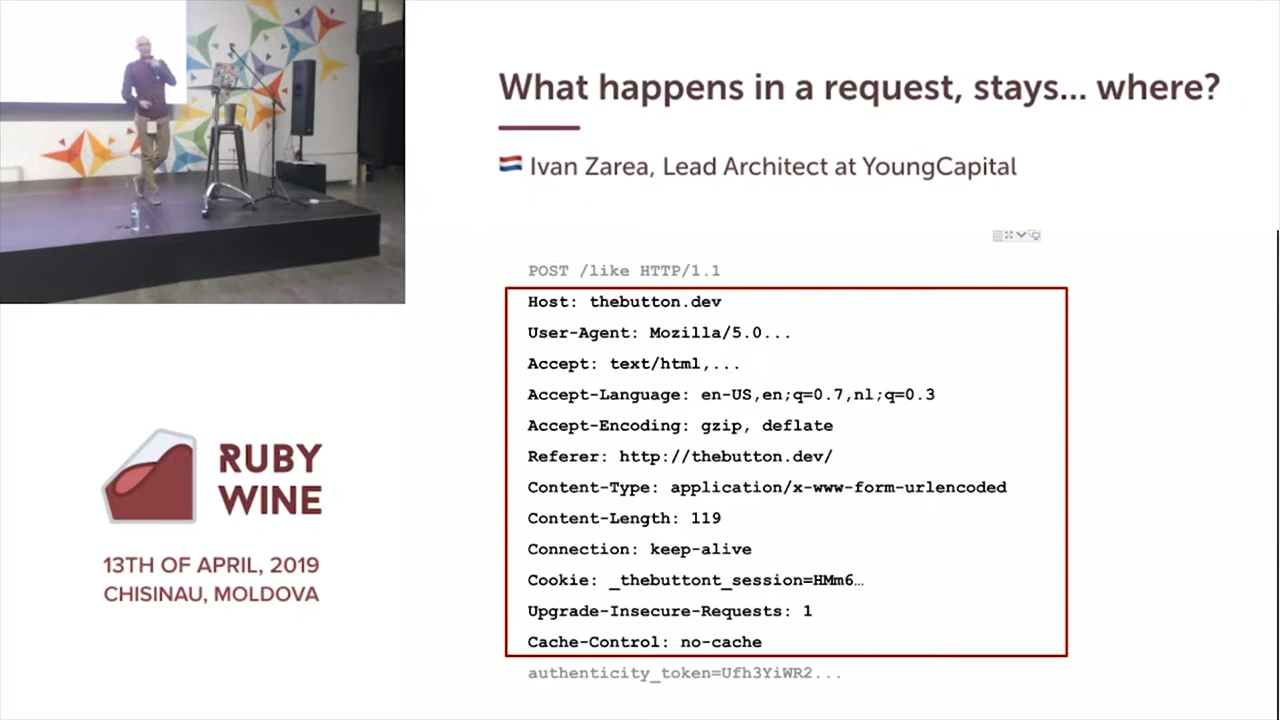 What happens in a request, stays... where?
🇳🇱 Ivan Zarea, Lead Architect at YoungCapital
POST /like HTTP/1.1
Host: thebutton.dev
User-Agent: Mozilla/5.0...
Accept: text/html,...
Accept-Language: en-US,en;q=0.7,nl;q=0.3
Accept-Encoding: gzip, deflate
Referer: http://thebutton.dev/
Content-Type: application/x-www-form-urlencoded
Content-Length: 119
Connection: keep-alive
Cookie: _thebuttont_session=HMm6…
Upgrade-Insecure-Requests: 1
Cache-Control: no-cache
authenticity_token=Ufh3YiWR2...
RUBY
WINE
13TH OF APRIL, 2019
CHISINAU, MOLDOVA